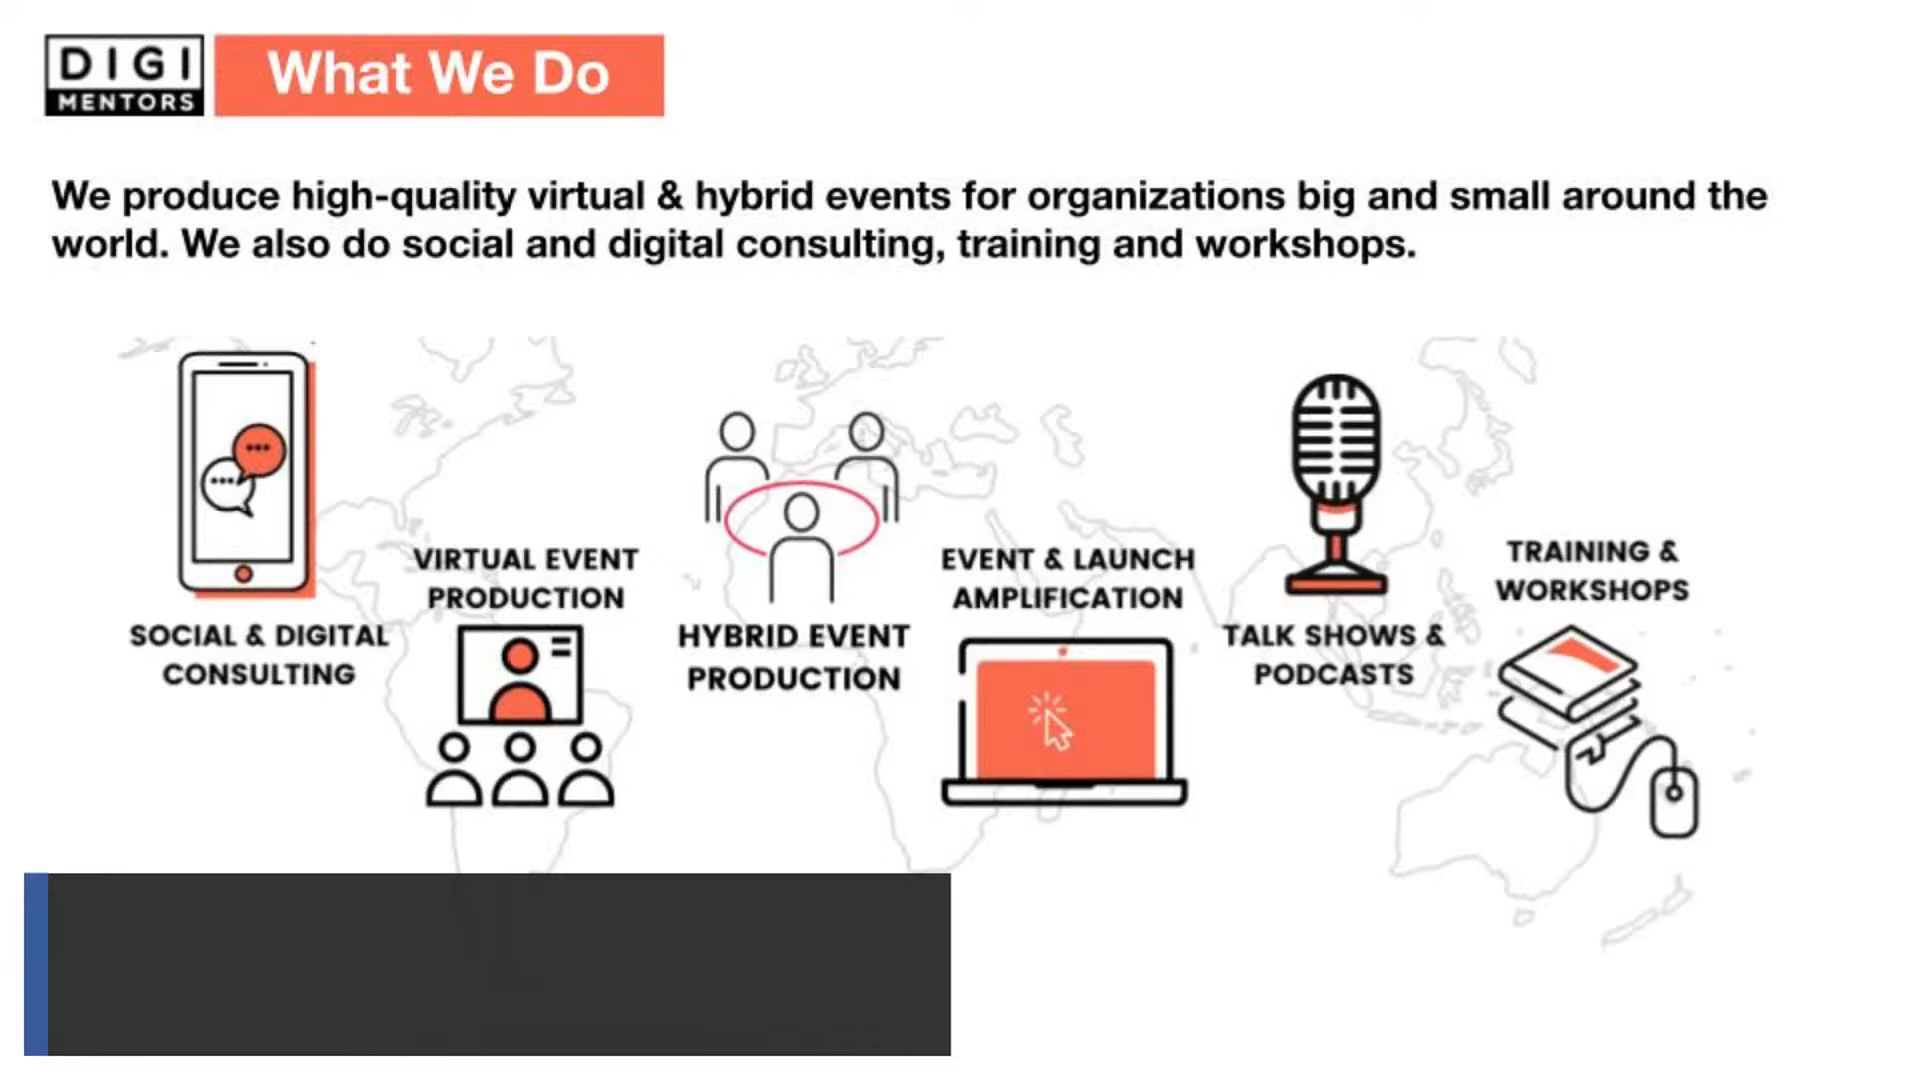 DIGI
MENTORS
What We Do
We produce high-quality virtual & hybrid events for organizations big and small around the
world. We also do social and digital consulting, training and workshops.
SOCIAL & DIGITAL
CONSULTING
VIRTUAL EVENT
PRODUCTION
HYBRID EVENT
PRODUCTION
EVENT & LAUNCH
AMPLIFICATION
TALK SHOWS &
PODCASTS
TRAINING &
WORKSHOPS